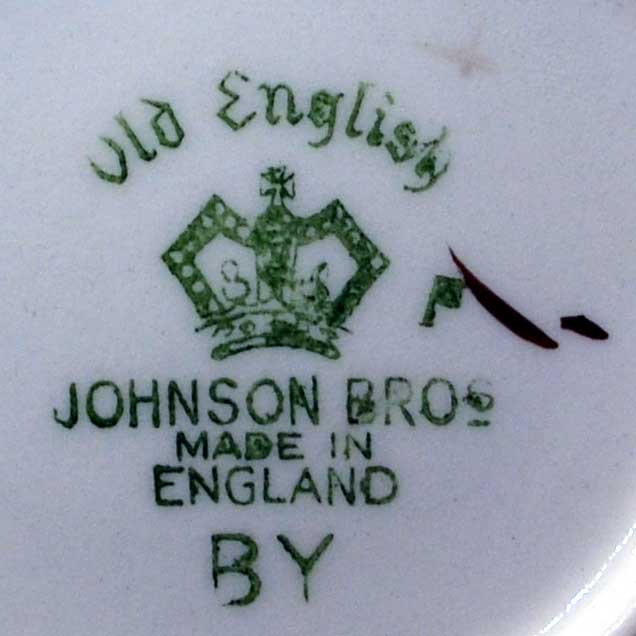 Old English
P
JOHNSON BROS
MADE IN
ENGLAND
BY